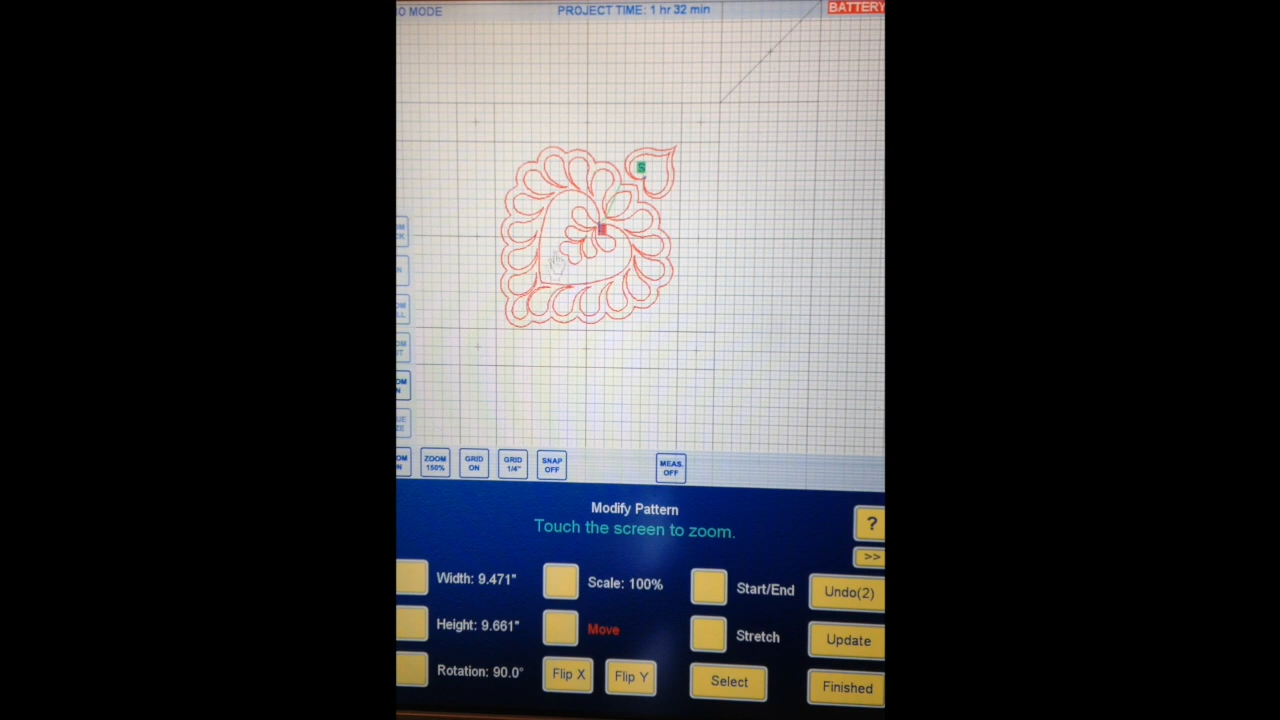 MODE
PROJECT TIME: 1 hr 32 min
BATTERY
S
ZOOM
150%
GRID
ON
GRID
1/4"
SNAP
OFF
MEAS.
OFF
Modify Pattern
Touch the screen to zoom.
?
>>
Width: 9.471"
Scale: 100%
Start/End
Undo(2)
Height: 9.661"
Move
Stretch
Update
Rotation: 90.0°
Flip X
Flip Y
Select
Finished